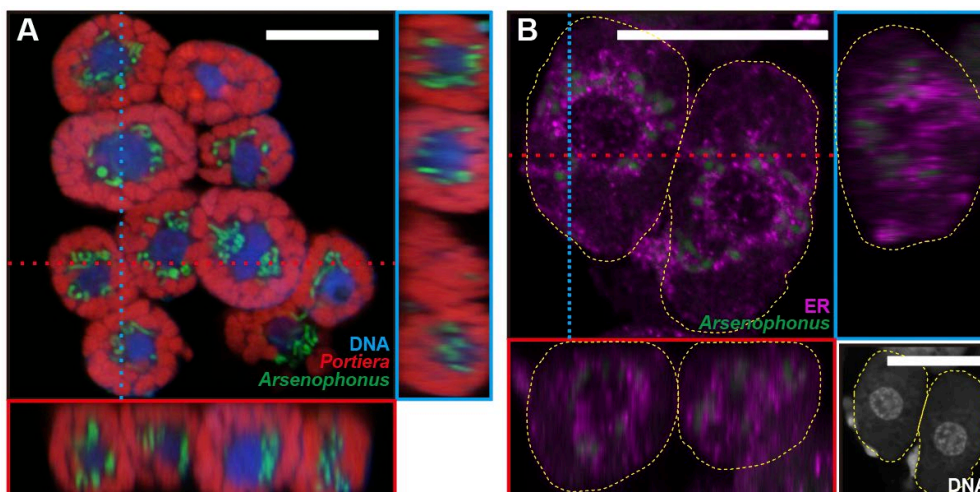 A
DNA
Portiera
Arsenophonus
B
ER
Arsenophonus
DNA